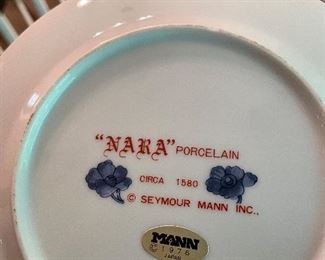 "NARA" PORCELAIN
CIRCA 1580
© SEYMOUR MANN INC.,
MANN
© 1976
JAPAN